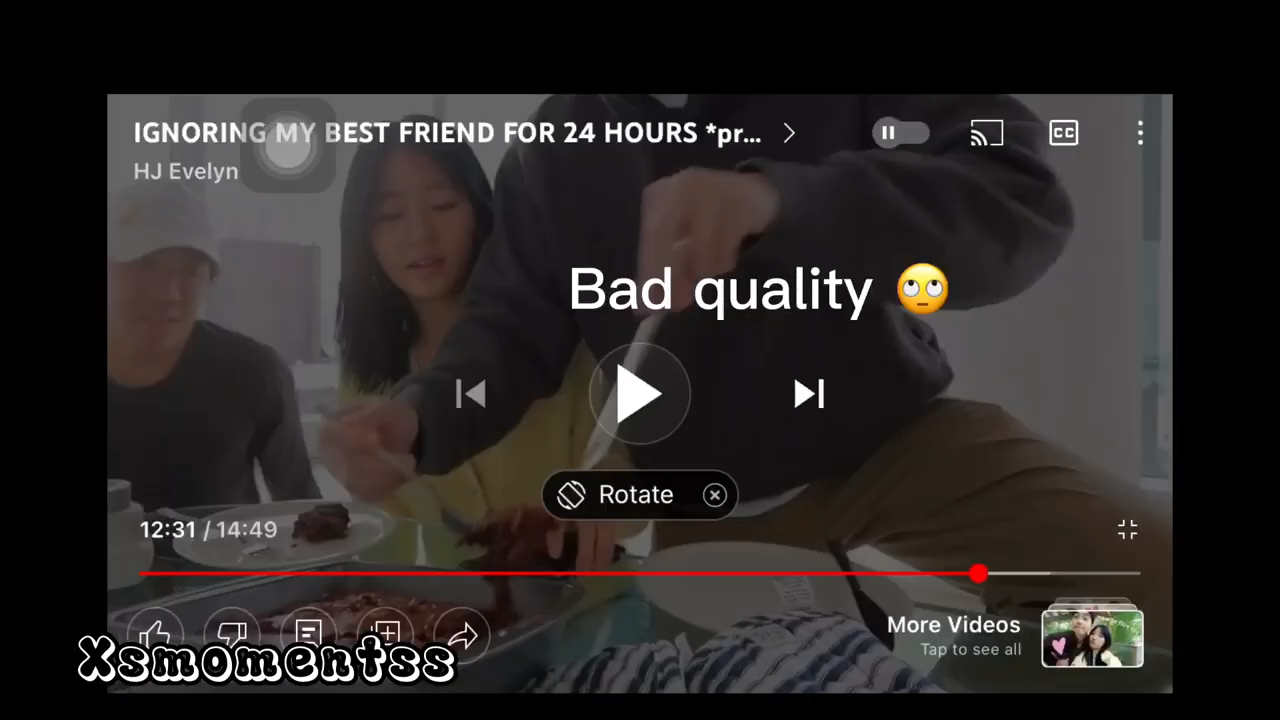 IGNORING MY BEST FRIEND FOR 24 HOURS *pr...
CC
HJ Evelyn
Bad quality 🙄
Rotate
12:31 / 14:49
More Videos
Tap to see all
Xsmomentss